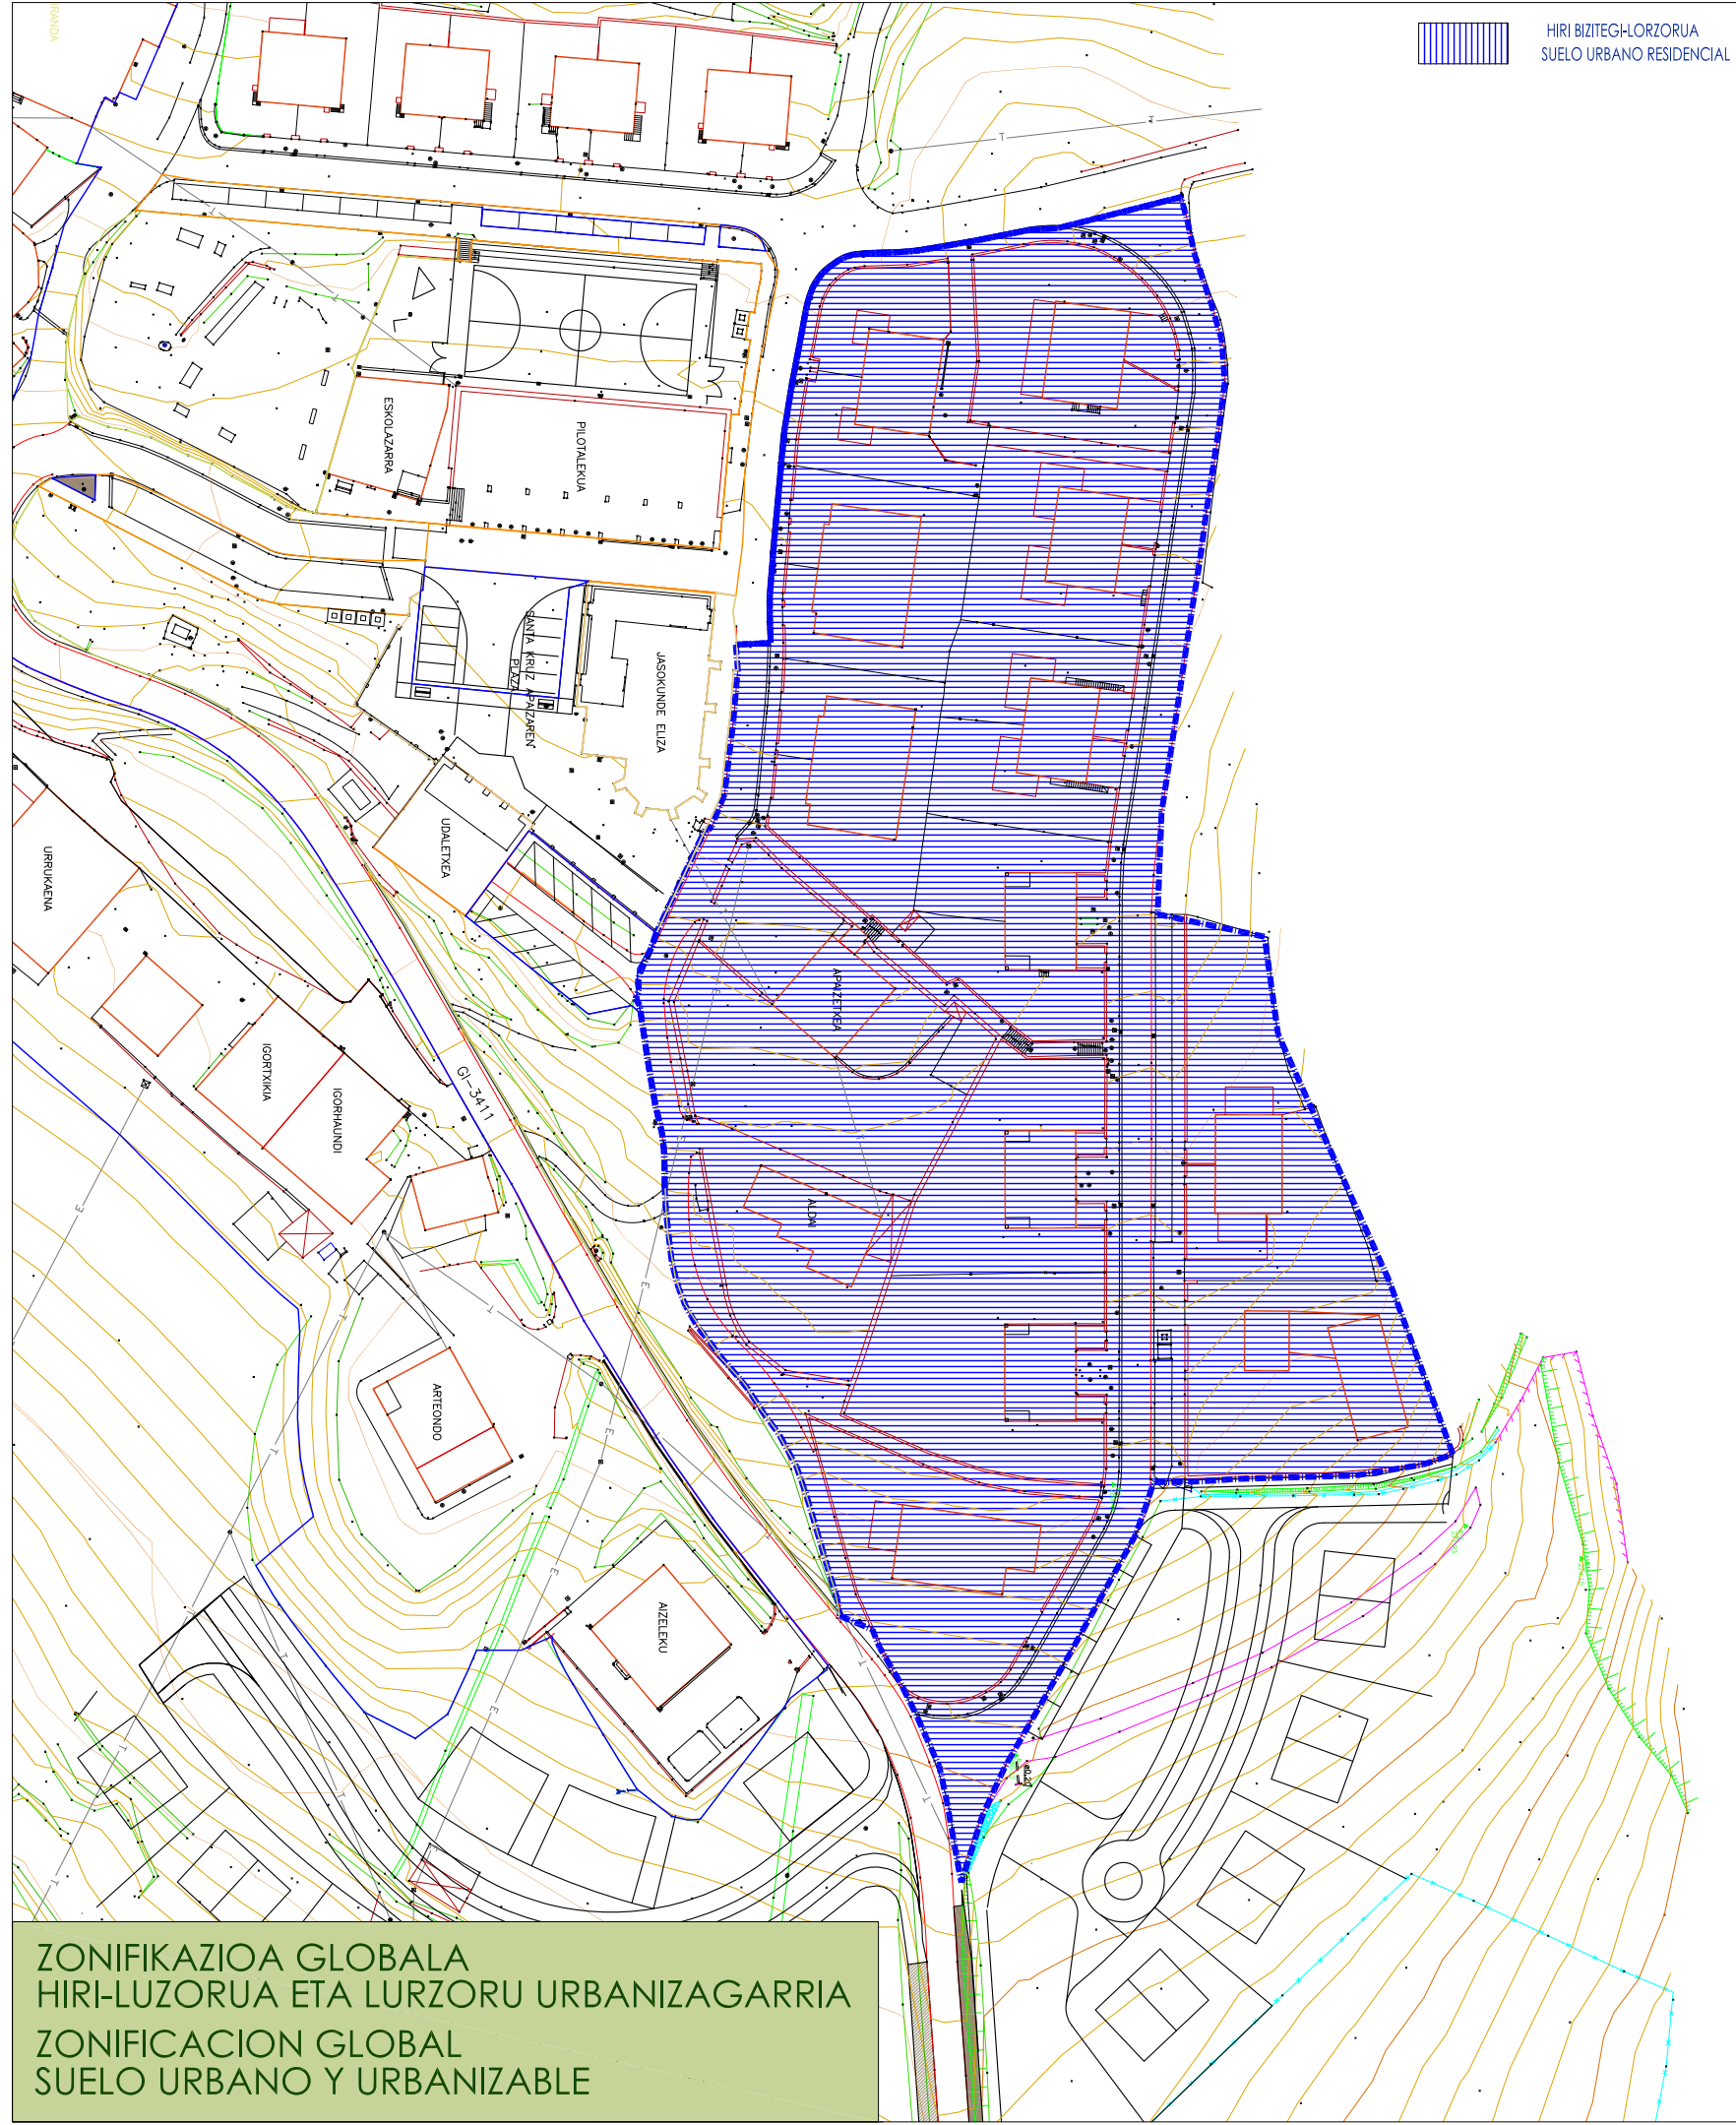 HIRI BIZITEGI-LORZORUA
SUELO URBANO RESIDENCIAL
ESKOLAZARRA
PILOTALEKUA
SANTA KRUZ APAIZAREN
PLAZA
JASOKUNDE ELIZA
UDALETXEA
URRUKAENA
IGORTXIKIA
IGORHAUNDI
GI-3411
APAIZETXEA
ALDAI
ARTEONDO
AIZELEKU
ZONIFIKAZIOA GLOBALA
HIRI-LUZORUA ETA LURZORU URBANIZAGARRIA
ZONIFICACION GLOBAL
SUELO URBANO Y URBANIZABLE